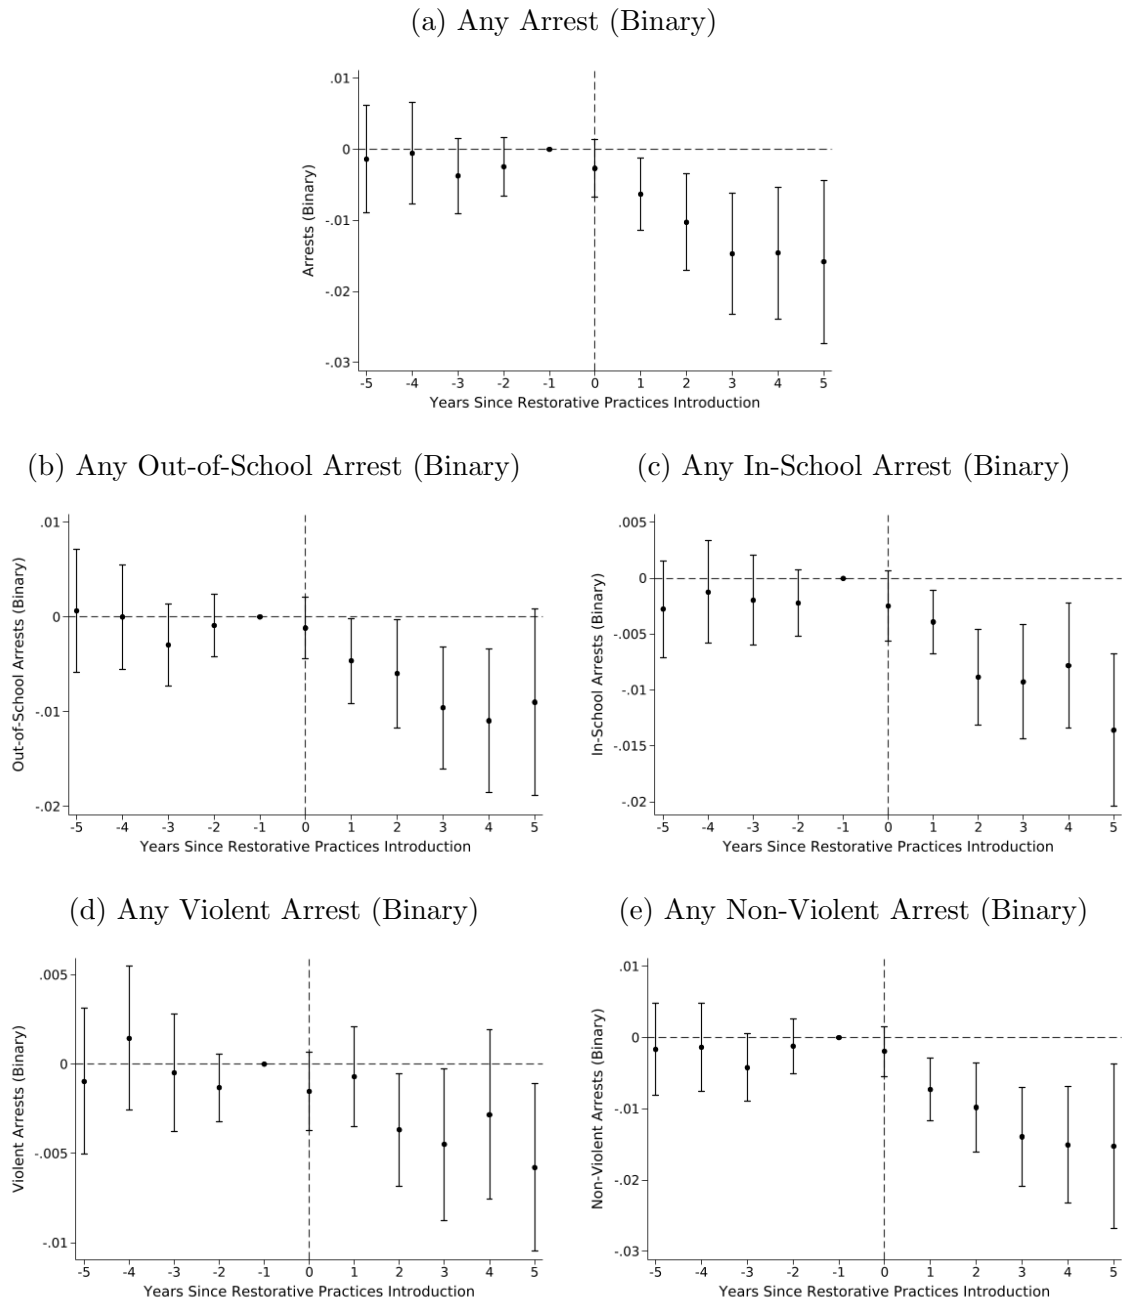 (a) Any Arrest (Binary)
.01
0
-.01
-.02
-.03
Arrests (Binary)
-5 -4 -3 -2 -1 0 1 2 3 4 5
Years Since Restorative Practices Introduction
(b) Any Out-of-School Arrest (Binary)
.01
0
-.01
-.02
Out-of-School Arrests (Binary)
-5 -4 -3 -2 -1 0 1 2 3 4 5
Years Since Restorative Practices Introduction
(c) Any In-School Arrest (Binary)
.005
0
-.005
-.01
-.015
-.02
In-School Arrests (Binary)
-5 -4 -3 -2 -1 0 1 2 3 4 5
Years Since Restorative Practices Introduction
(d) Any Violent Arrest (Binary)
.005
0
-.005
-.01
Violent Arrests (Binary)
-5 -4 -3 -2 -1 0 1 2 3 4 5
Years Since Restorative Practices Introduction
(e) Any Non-Violent Arrest (Binary)
.01
0
-.01
-.02
-.03
Non-Violent Arrests (Binary)
-5 -4 -3 -2 -1 0 1 2 3 4 5
Years Since Restorative Practices Introduction